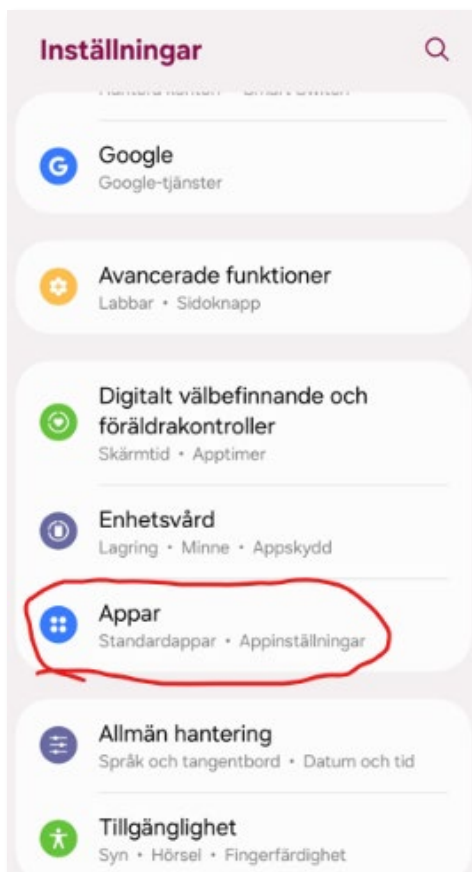 Inställningar
Google
Google-tjänster
Avancerade funktioner
Labbar • Sidoknapp
Digitalt välbefinnande och
föräldrakontroller
Skärmtid • Apptimer
Enhetsvård
Lagring • Minne • Appskydd
Appar
Standardappar • Appinställningar
Allmän hantering
Språk och tangentbord • Datum och tid
Tillgänglighet
Syn • Hörsel • Fingerfärdighet